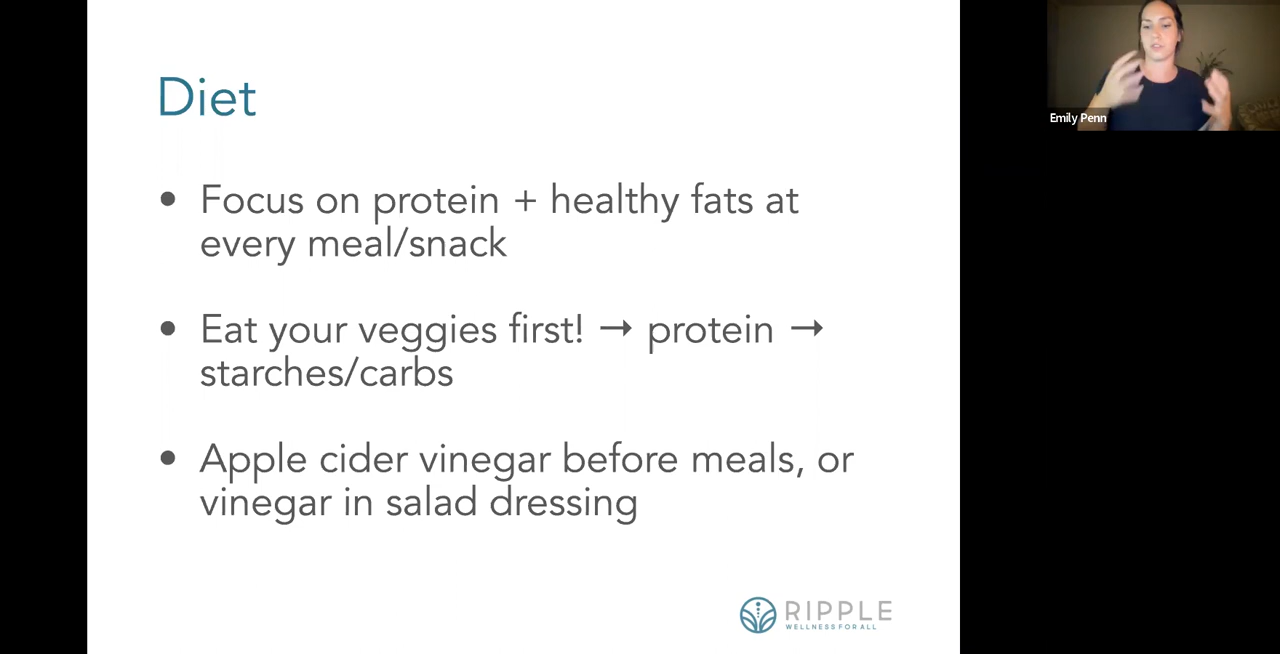 Diet
• Focus on protein + healthy fats at
every meal/snack
• Eat your veggies first! → protein →
starches/carbs
• Apple cider vinegar before meals, or
vinegar in salad dressing
RIPPLE
WELLNESS FOR ALL
Emily Penn